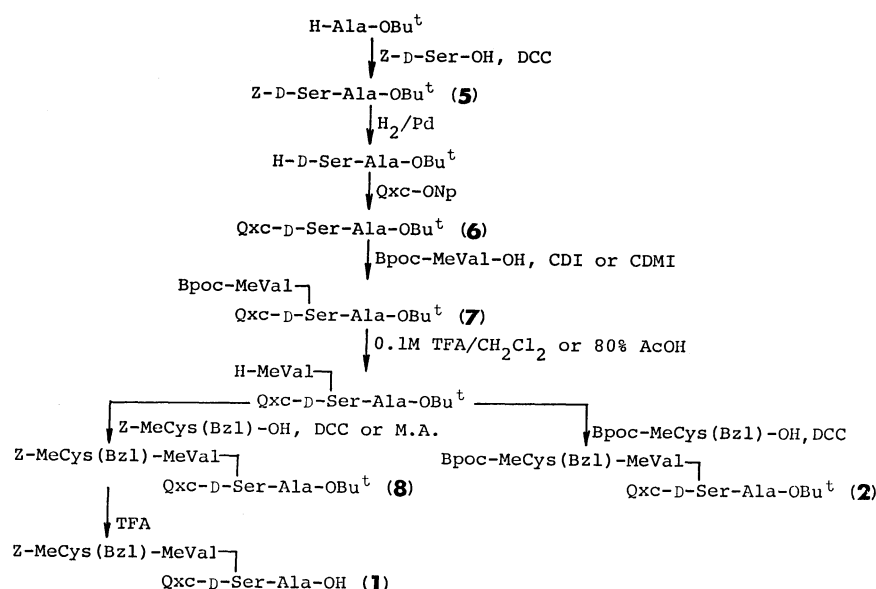 H-Ala-OBu^t
Z-D-Ser-OH, DCC
Z-D-Ser-Ala-OBu^t (5)
H2/Pd
H-D-Ser-Ala-OBu^t
Qxc-ONp
Qxc-D-Ser-Ala-OBu^t (6)
Bpoc-MeVal-OH, CDI or CDMI
Bpoc-MeVal
Qxc-D-Ser-Ala-OBu^t (7)
0.1M TFA/CH2Cl2 or 80% AcOH
H-MeVal
Qxc-D-Ser-Ala-OBu^t
Z-MeCys(Bzl)-OH, DCC or M.A.
Bpoc-MeCys(Bzl)-OH,DCC
Z-MeCys(Bzl)-MeVal
Bpoc-MeCys(Bzl)-MeVal
Qxc-D-Ser-Ala-OBu^t (8)
Qxc-D-Ser-Ala-OBu^t (2)
TFA
Z-MeCys(Bzl)-MeVal
Qxc-D-Ser-Ala-OH (1)